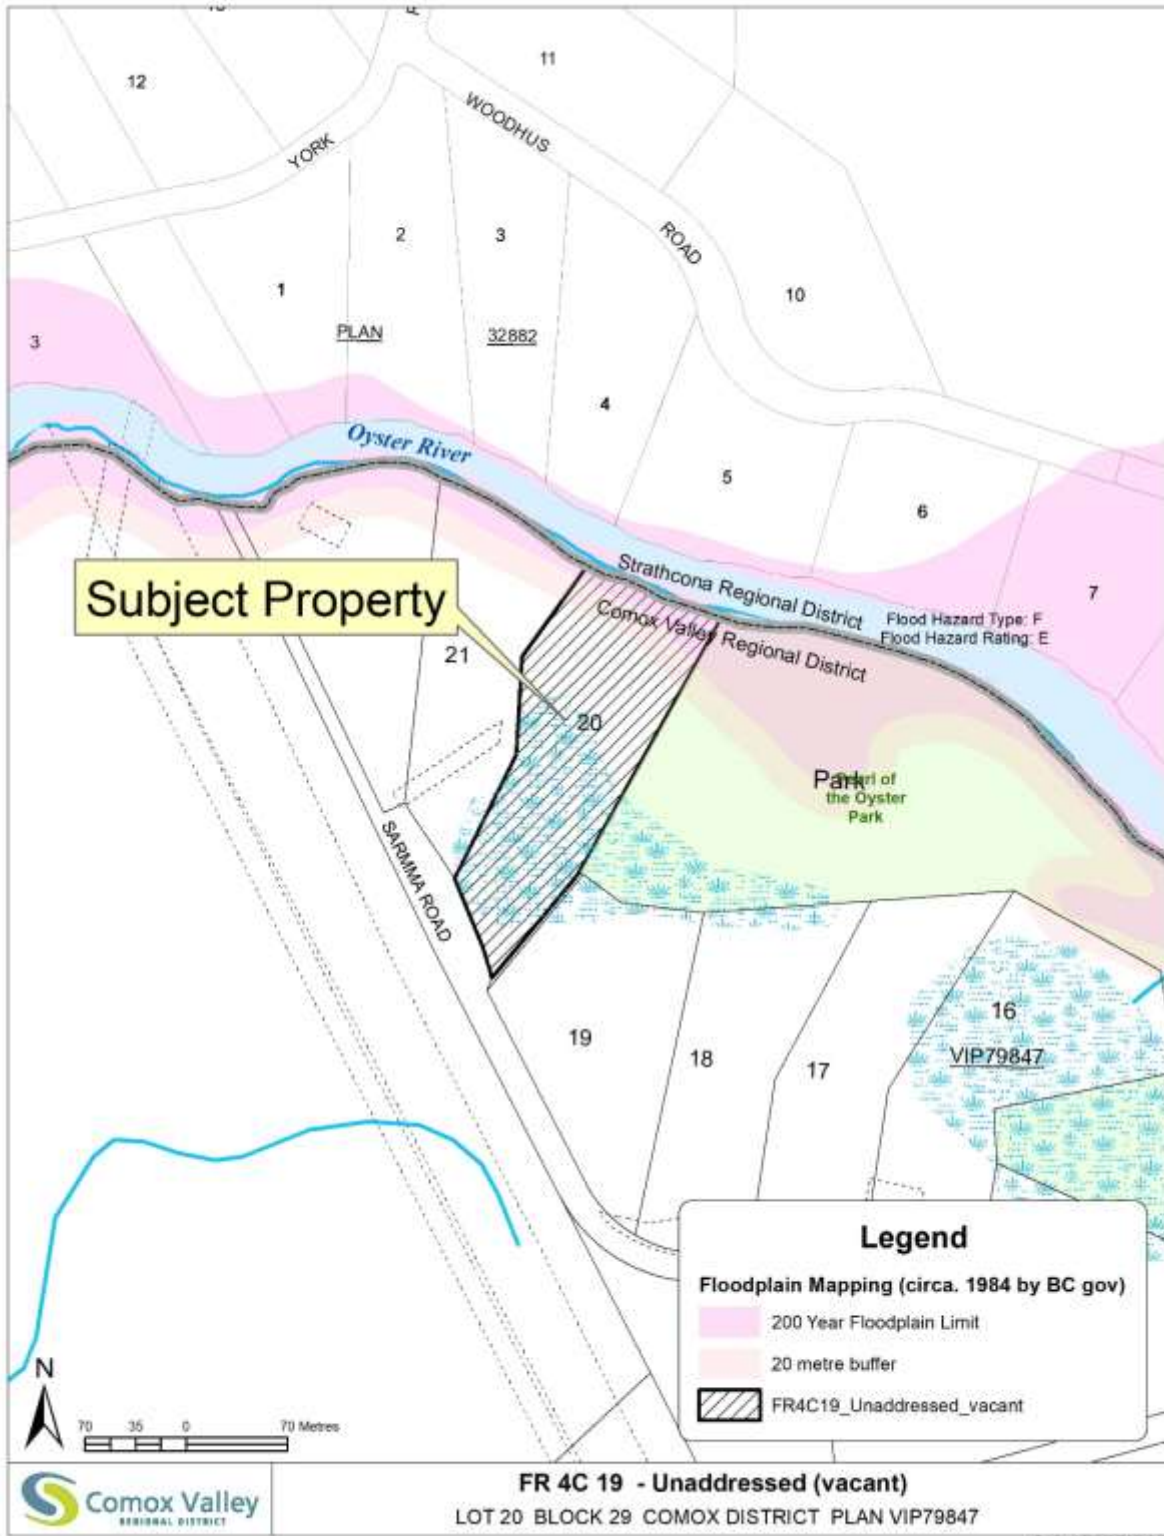 12
11
WOODHUS
YORK
2
3
ROAD
1
10
PLAN
32882
3
4
Oyster River
5
6
Strathcona Regional District
Flood Hazard Type: F
7
Subject Property
Comox Valley Regional District
Flood Hazard Rating: E
21
20
Park
Pearl of
the Oyster
Park
SARMMA ROAD
16
19
18
17
VIP79847
Legend
Floodplain Mapping (circa. 1984 by BC gov)
200 Year Floodplain Limit
20 metre buffer
FR4C19_Unaddressed_vacant
N
70 35 0 70 Metres
Comox Valley
REGIONAL DISTRICT
FR 4C 19 - Unaddressed (vacant)
LOT 20 BLOCK 29 COMOX DISTRICT PLAN VIP79847